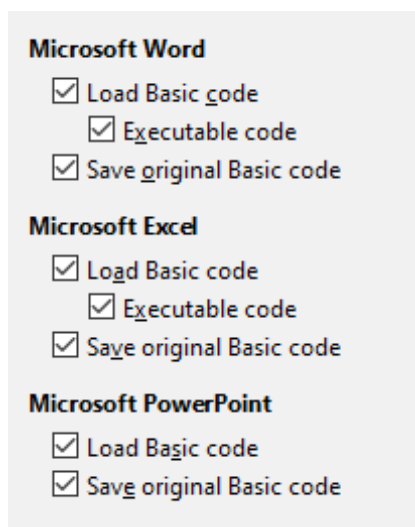 Microsoft Word
Load Basic code
Executable code
Save original Basic code
Microsoft Excel
Load Basic code
Executable code
Save original Basic code
Microsoft PowerPoint
Load Basic code
Save original Basic code